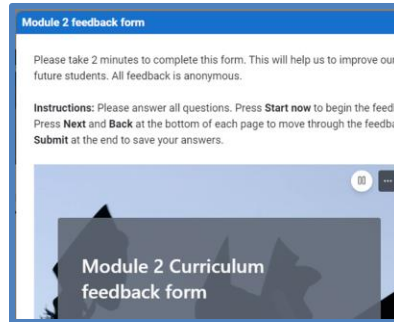 Module 2 feedback form
Please take 2 minutes to complete this form. This will help us to improve our
future students. All feedback is anonymous.
Instructions: Please answer all questions. Press Start now to begin the feed
Press Next and Back at the bottom of each page to move through the feedba
Submit at the end to save your answers.
Module 2 Curriculum
feedback form